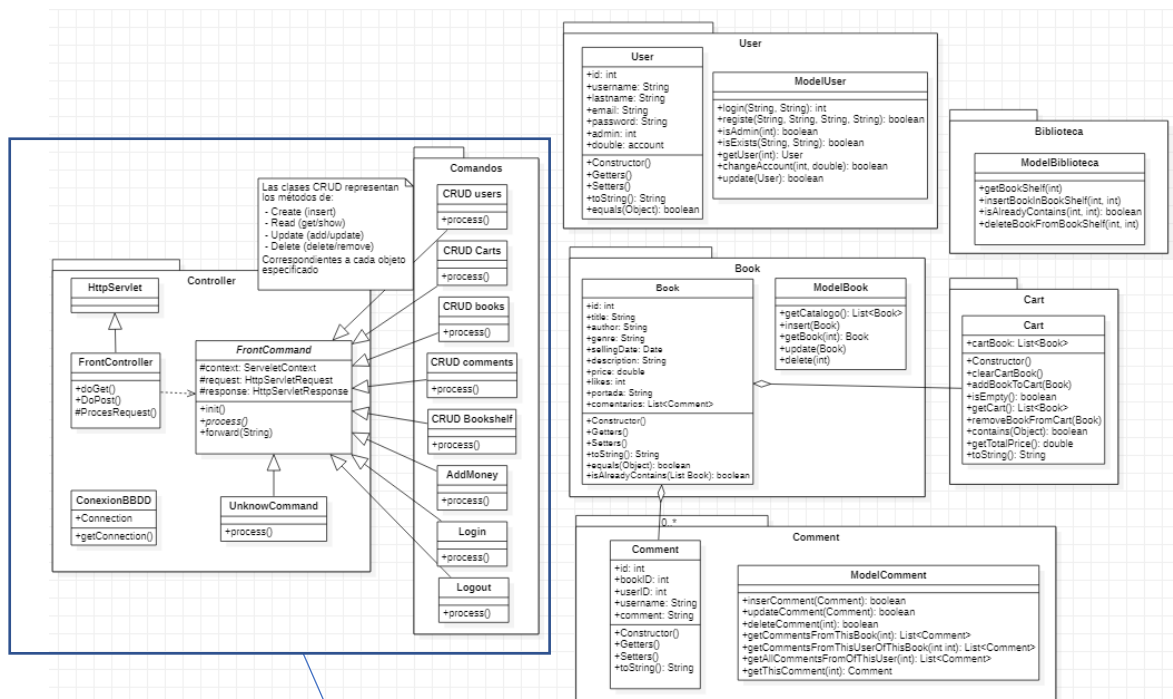 Comandos
CRUD users
+process()
CRUD Carts
+process()
CRUD books
+process()
CRUD comments
+process()
CRUD Bookshelf
+process()
AddMoney
+process()
Login
+process()
Logout
+process()
Las clases CRUD representan
los métodos de:
- Create (insert)
- Read (get/show)
- Update (add/update)
- Delete (delete/remove)
Correspondientes a cada objeto
especificado
Controller
HttpServlet
FrontController
+doGet()
+DoPost()
#ProcesRequest()
FrontCommand
#context: ServeletContext
#request: HttpServletRequest
#response: HttpServletResponse
+init()
+process()
+forward(String)
ConexionBBDD
+Connection
+getConnection()
UnknowCommand
+process()
User
User
+id: int
+username: String
+lastname: String
+email: String
+password: String
+admin: int
+double: account
+Constructor()
+Getters()
+Setters()
+toString(): String
+equals(Object): boolean
ModelUser
+login(String, String): int
+registe(String, String, String, String): boolean
+isAdmin(int): boolean
+isExists(String, String): boolean
+getUser(int): User
+changeAccount(int, double): boolean
+update(User): boolean
Biblioteca
ModelBiblioteca
+getBookShelf(int)
+insertBookInBookShelf(int, int)
+isAlreadyContains(int, int): boolean
+deleteBookFromBookShelf(int, int)
Book
Book
+id: int
+title: String
+author: String
+genre: String
+sellingDate: Date
+description: String
+price: double
+likes: int
+portada: String
+comentarios: List<Comment>
+Constructor()
+Getters()
+Setters()
+toString(): String
+equals(Object): boolean
+isAlreadyContains(List Book): boolean
ModelBook
+getCatalogo(): List<Book>
+insert(Book)
+getBook(int): Book
+update(Book)
+delete(int)
Cart
Cart
+cartBook: List<Book>
+Constructor()
+clearCartBook()
+addBookToCart(Book)
+isEmpty(): boolean
+getCart(): List<Book>
+removeBookFromCart(Book)
+contains(Object): boolean
+getTotalPrice(): double
+toString(): String
0..*
Comment
Comment
+id: int
+bookID: int
+userID: int
+username: String
+comment: String
+Constructor()
+Getters()
+Setters()
+toString(): String
ModelComment
+inserComment(Comment): boolean
+updateComment(Comment): boolean
+deleteComment(int): boolean
+getCommentsFromThisBook(int): List<Comment>
+getCommentsFromThisUserOfThisBook(int int): List<Comment>
+getAllCommentsFromOfThisUser(int): List<Comment>
+getThisComment(int): Comment